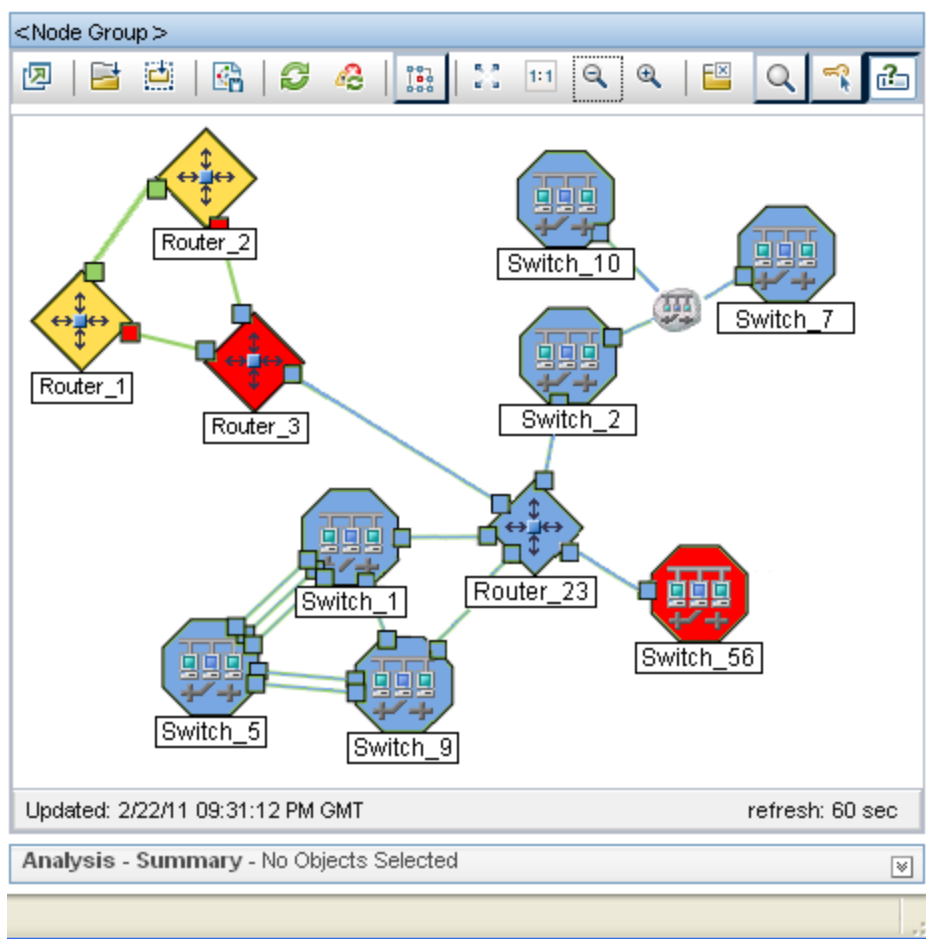 <Node Group>
1:1
Router_2
Switch_10
Switch_7
Router_1
Router_3
Switch_2
Router_23
Switch_1
Switch_56
Switch_5
Switch_9
Updated: 2/22/11 09:31:12 PM GMT
refresh: 60 sec
Analysis - Summary - No Objects Selected